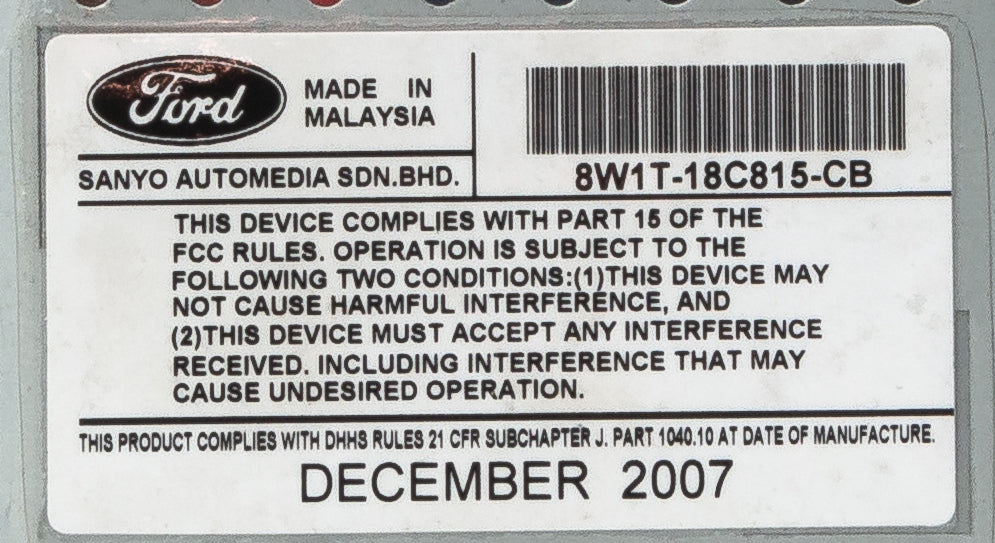 Ford
MADE IN
MALAYSIA
SANYO AUTOMEDIA SDN.BHD.
8W1T-18C815-CB
THIS DEVICE COMPLIES WITH PART 15 OF THE
FCC RULES. OPERATION IS SUBJECT TO THE
FOLLOWING TWO CONDITIONS:(1)THIS DEVICE MAY
NOT CAUSE HARMFUL INTERFERENCE, AND
(2)THIS DEVICE MUST ACCEPT ANY INTERFERENCE
RECEIVED. INCLUDING INTERFERENCE THAT MAY
CAUSE UNDESIRED OPERATION.
THIS PRODUCT COMPLIES WITH DHHS RULES 21 CFR SUBCHAPTER J. PART 1040.10 AT DATE OF MANUFACTURE.
DECEMBER 2007